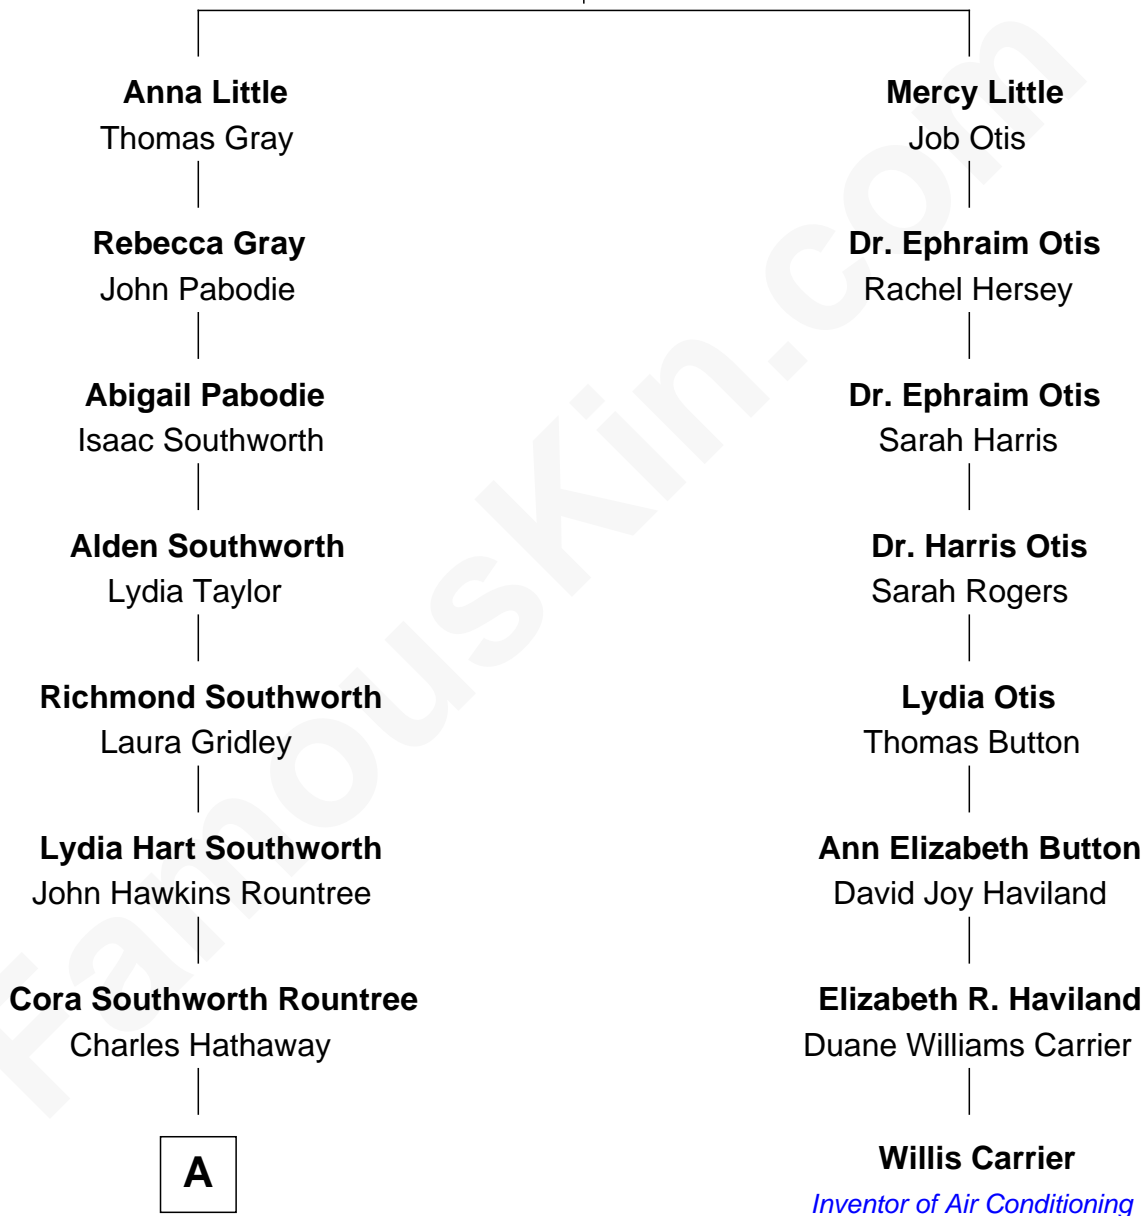 Anna Little
Thomas Gray
Rebecca Gray
John Pabodie
Abigail Pabodie
Isaac Southworth
Alden Southworth
Lydia Taylor
Richmond Southworth
Laura Gridley
Lydia Hart Southworth
John Hawkins Rountree
Cora Southworth Rountree
Charles Hathaway
A
Mercy Little
Job Otis
Dr. Ephraim Otis
Rachel Hersey
Dr. Ephraim Otis
Sarah Harris
Dr. Harris Otis
Sarah Rogers
Lydia Otis
Thomas Button
Ann Elizabeth Button
David Joy Haviland
Elizabeth R. Haviland
Duane Williams Carrier
Willis Carrier
Inventor of Air Conditioning
FamousKin.com